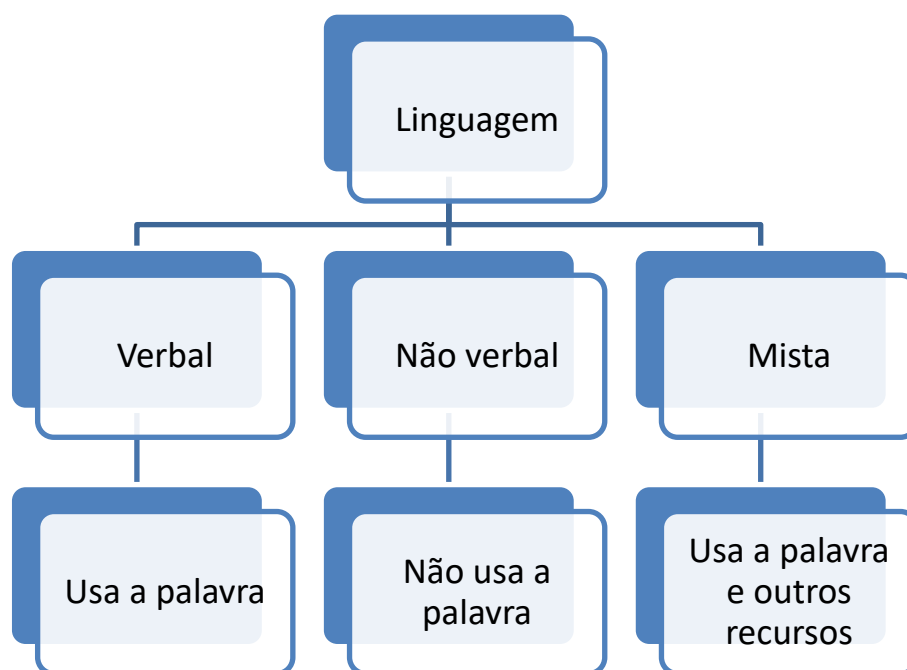 Linguagem
Verbal
Não verbal
Mista
Usa a palavra
Não usa a
palavra
Usa a palavra
e outros
recursos